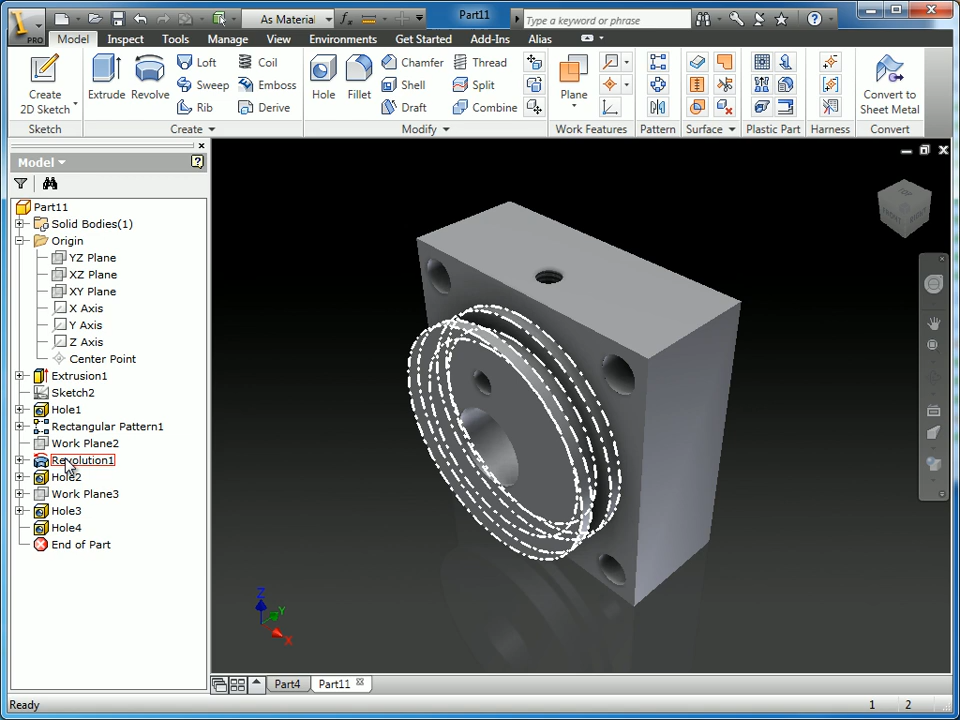 PRO
As Material
fx
Part11
Type a keyword or phrase
Model Inspect Tools Manage View Environments Get Started Add-Ins Alias
Create
2D Sketch
Extrude
Revolve
Loft
Sweep
Rib
Coil
Emboss
Derive
Hole
Fillet
Chamfer
Shell
Draft
Thread
Split
Combine
Plane
Convert to
Sheet Metal
Sketch Create Modify Work Features Pattern Surface Plastic Part Harness Convert
Model
Part11
Solid Bodies(1)
Origin
YZ Plane
XZ Plane
XY Plane
X Axis
Y Axis
Z Axis
Center Point
Extrusion1
Sketch2
Hole1
Rectangular Pattern1
Work Plane2
Revolution1
Hole2
Work Plane3
Hole3
Hole4
End of Part
Z
Y
X
Part4 Part11
Ready
1 2